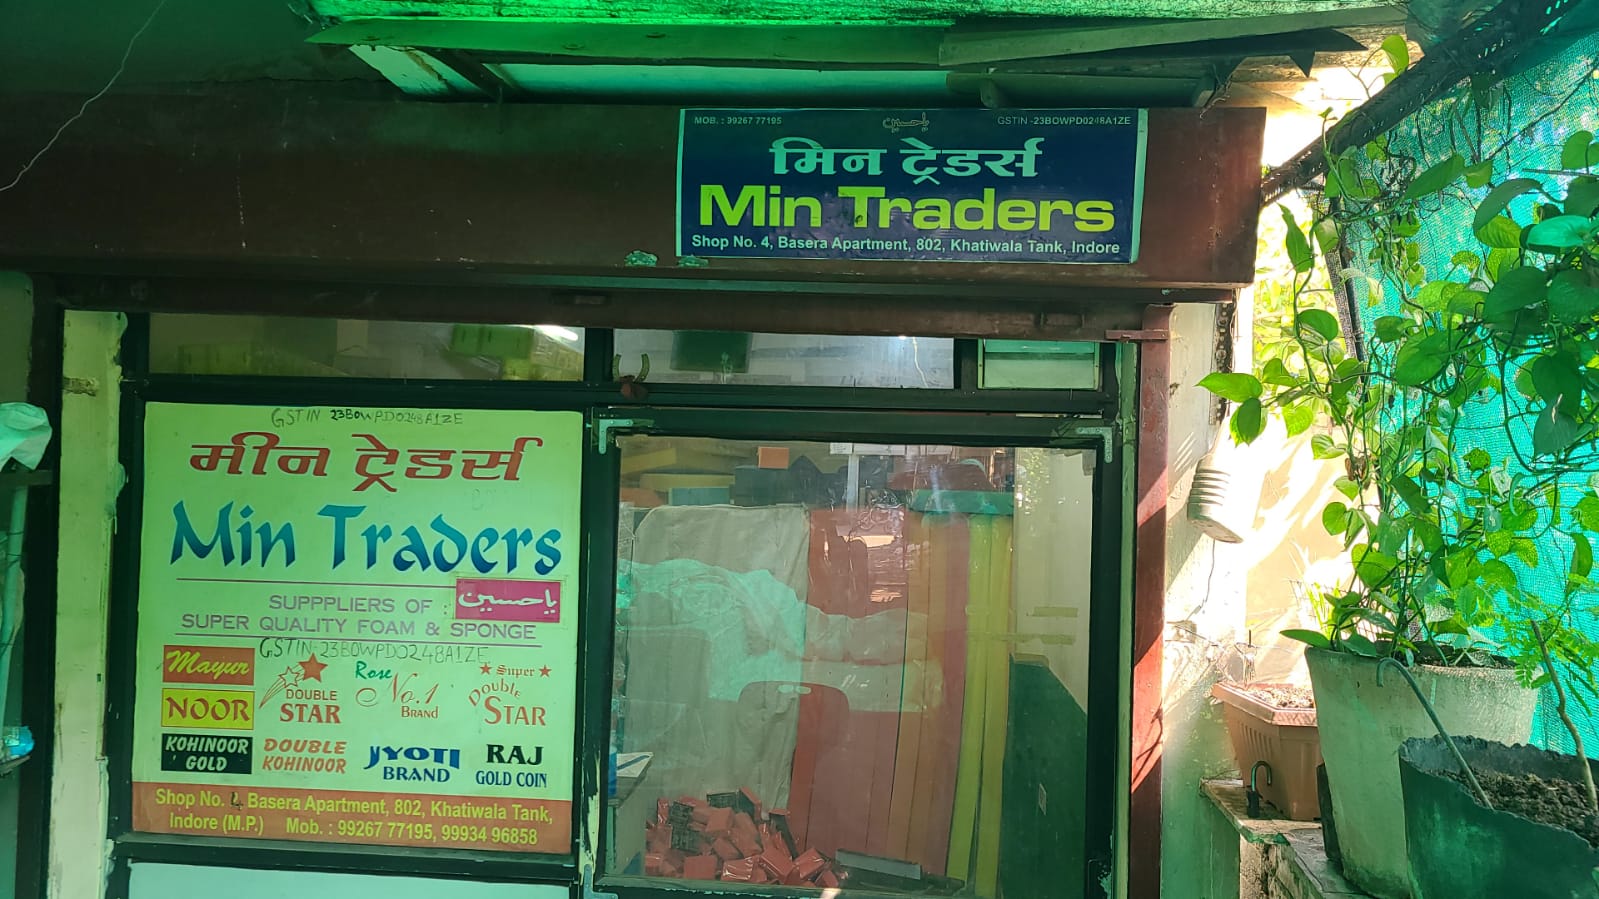 MOB. : 99267 77195 ياحسين GSTIN -23BOWPD0248A1ZE
मिन ट्रेडर्स
Min Traders
Shop No. 4, Basera Apartment, 802, Khatiwala Tank, Indore
GSTIN 23BOWPD0248A1ZE
मीन ट्रेडर्स
Min Traders
SUPPPLIERS OF : ياحسين
SUPER QUALITY FOAM & SPONGE
GSTIN-23BOWPD0248A1ZE
Mayur
NOOR
DOUBLE
STAR
Rose
No.1
BRAND
Super
Double
STAR
KOHINOOR
GOLD
DOUBLE
KOHINOOR
JYOTI
BRAND
RAJ
GOLD COIN
Shop No. 4 Basera Apartment, 802, Khatiwala Tank,
Indore (M.P.) Mob. : 99267 77195, 99934 96858